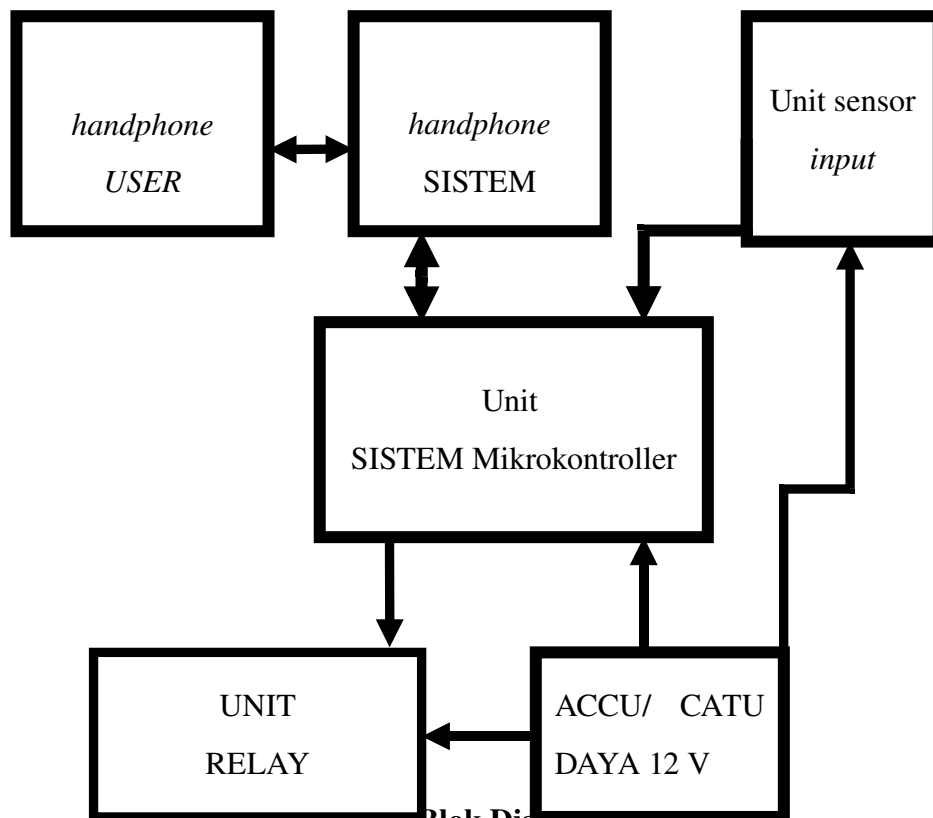 handphone
USER
handphone
SISTEM
Unit sensor
input
Unit
SISTEM Mikrokontroller
UNIT
RELAY
ACCU/ CATU
DAYA 12 V